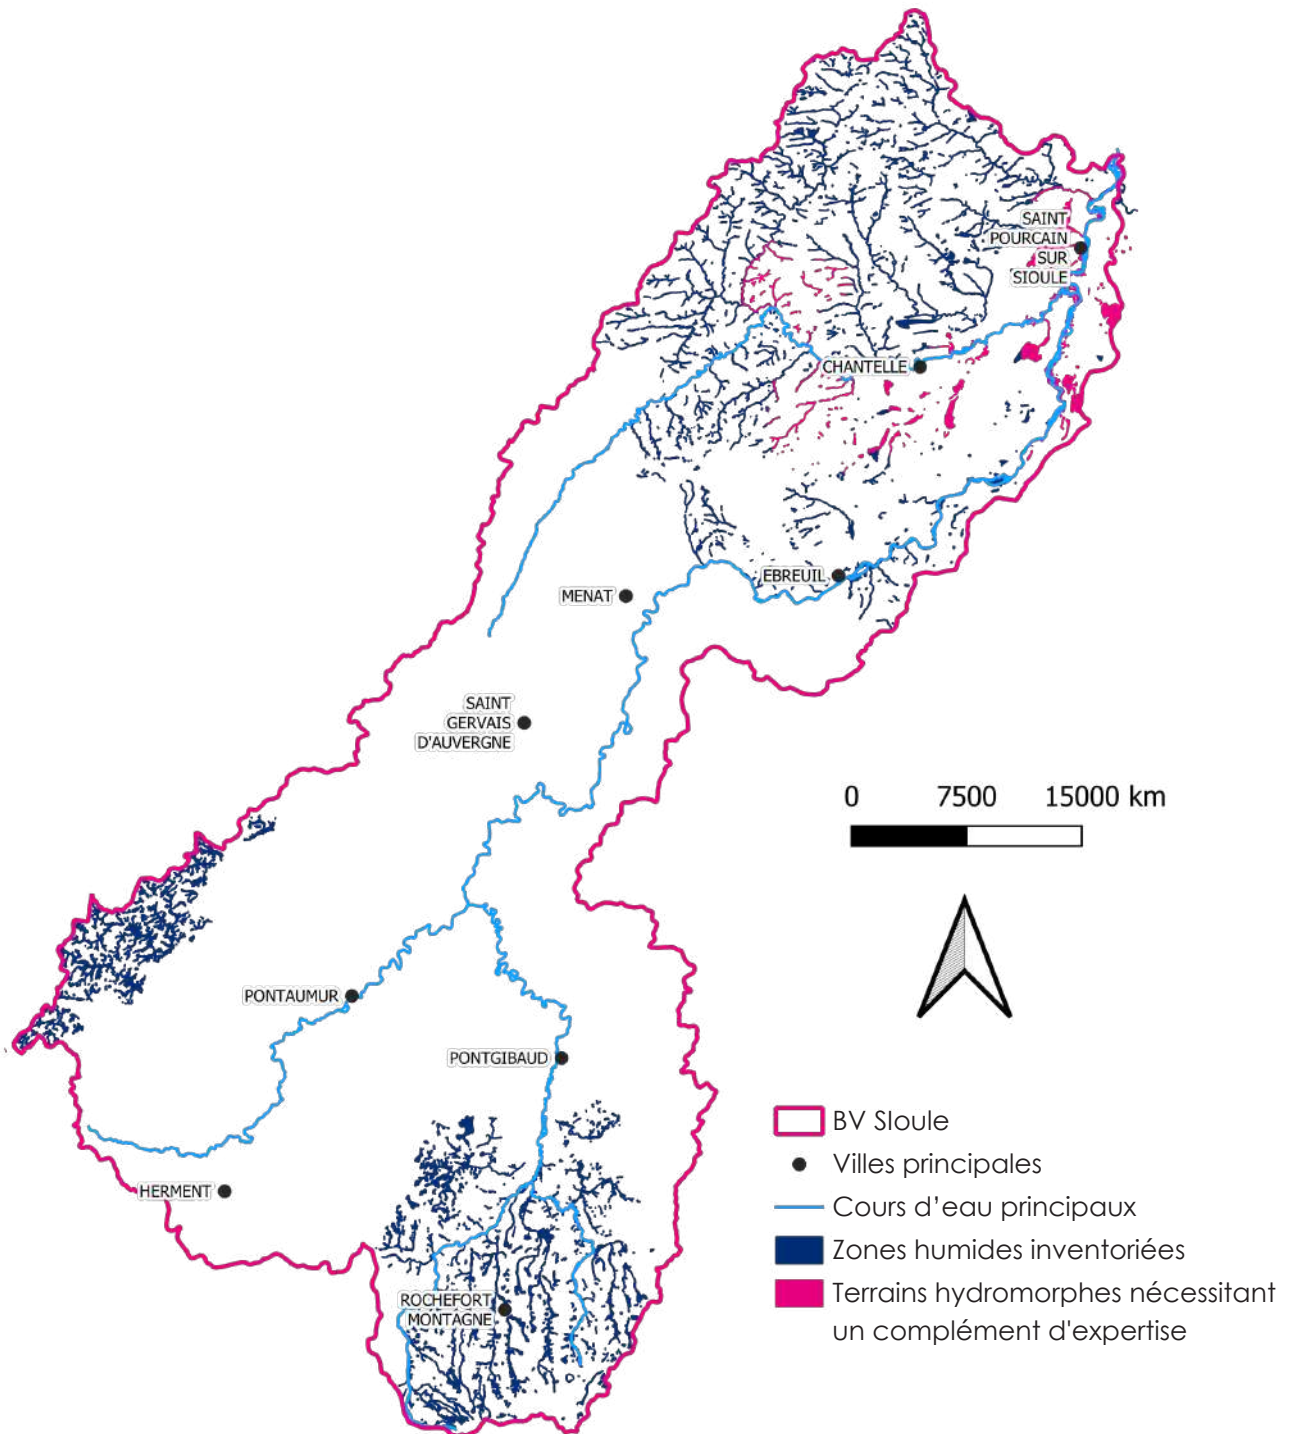 SAINT
POURCAIN
SUR
SIOULE
CHANTELLE
EBREUIL
MENAT
SAINT
GERVAIS
D'AUVERGNE
0 7500 15000 km
PONTAUMUR
PONTGIBAUD
HERMENT
ROCHEFORT
MONTAGNE
BV SIoule
Villes principales
Cours d’eau principaux
Zones humides inventoriées
Terrains hydromorphes nécessitant
un complément d'expertise